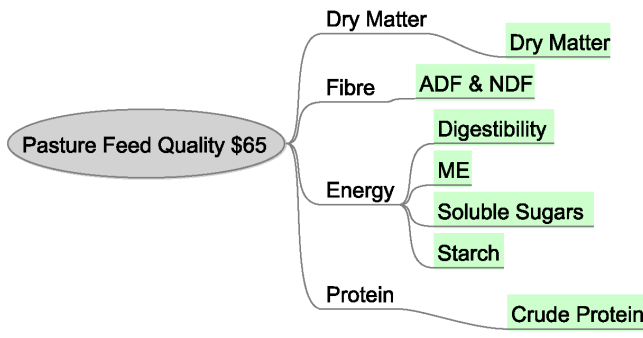 Pasture Feed Quality $65
Dry Matter
Dry Matter
Fibre
ADF & NDF
Energy
Digestibility
ME
Soluble Sugars
Starch
Protein
Crude Protein